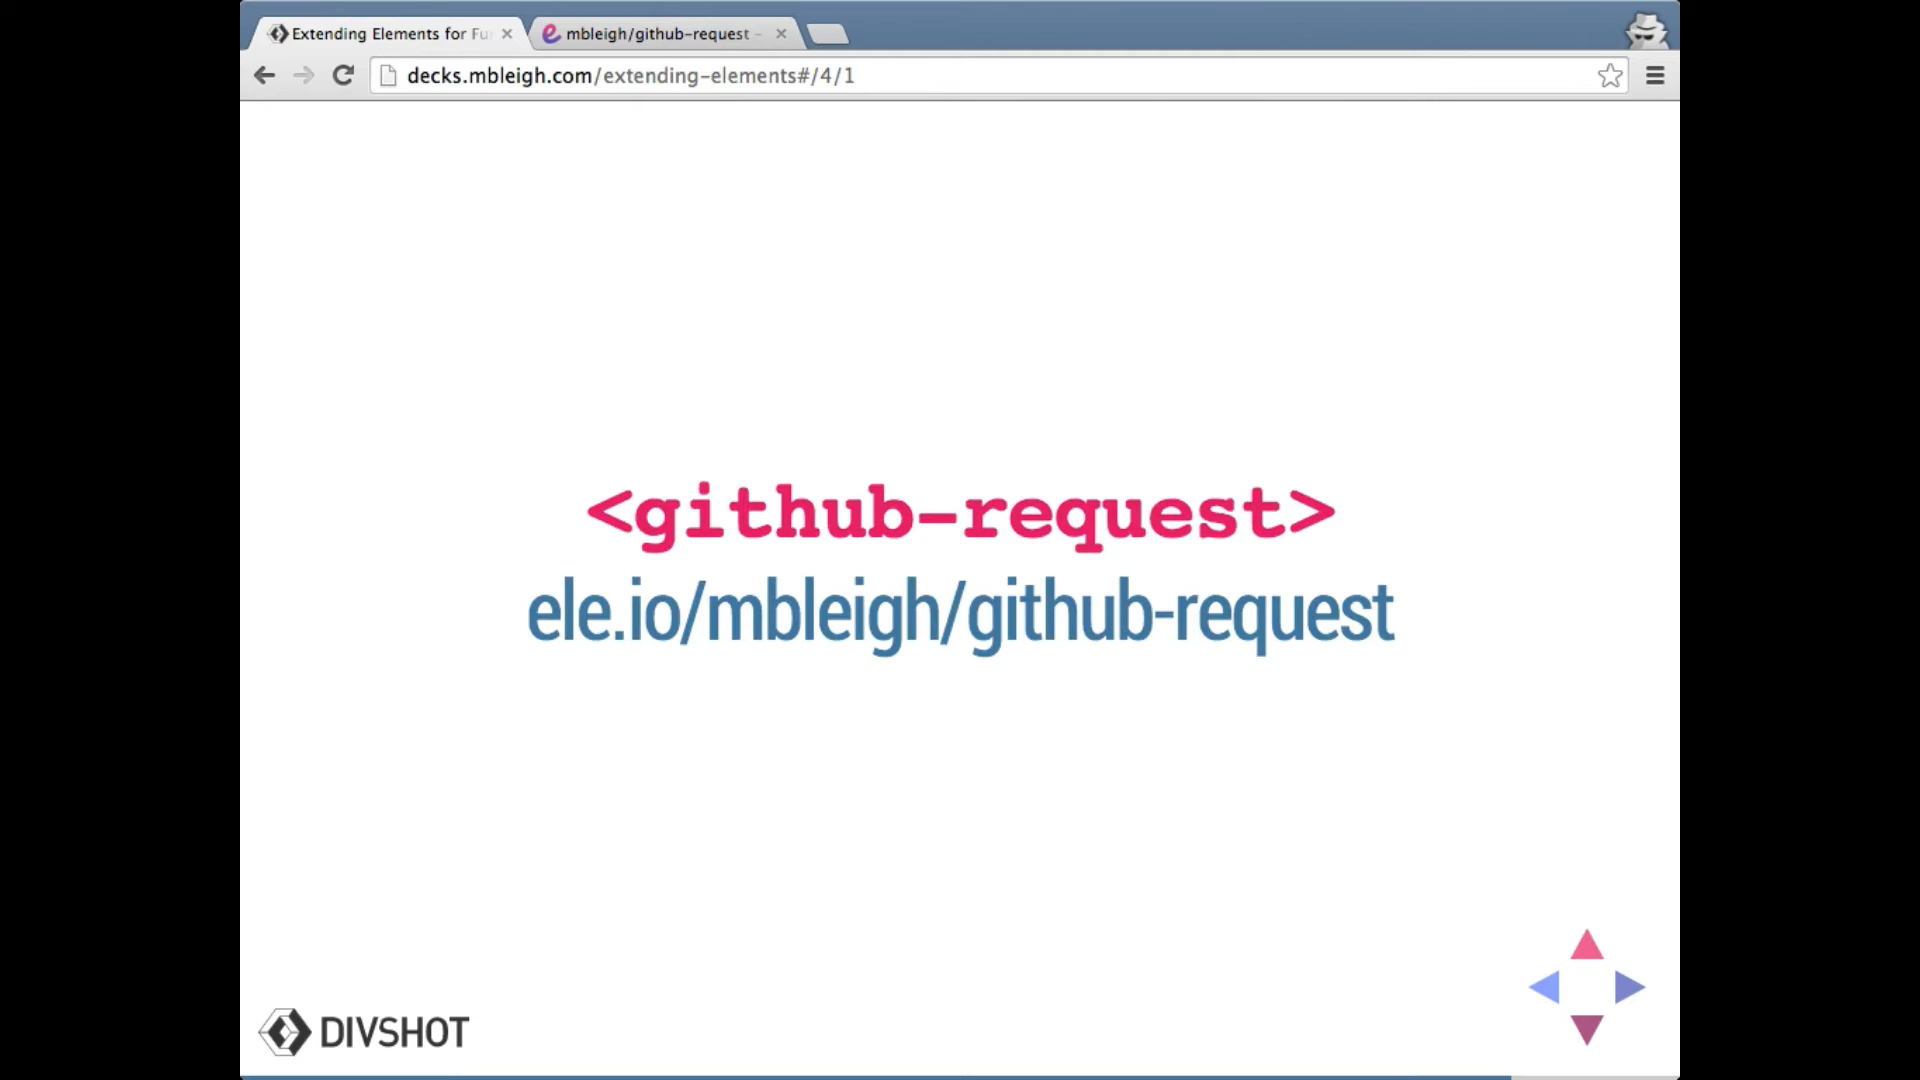 Extending Elements for Fu
mbleigh/github-request -
decks.mbleigh.com/extending-elements#/4/1
<github-request>
ele.io/mbleigh/github-request
DIVSHOT